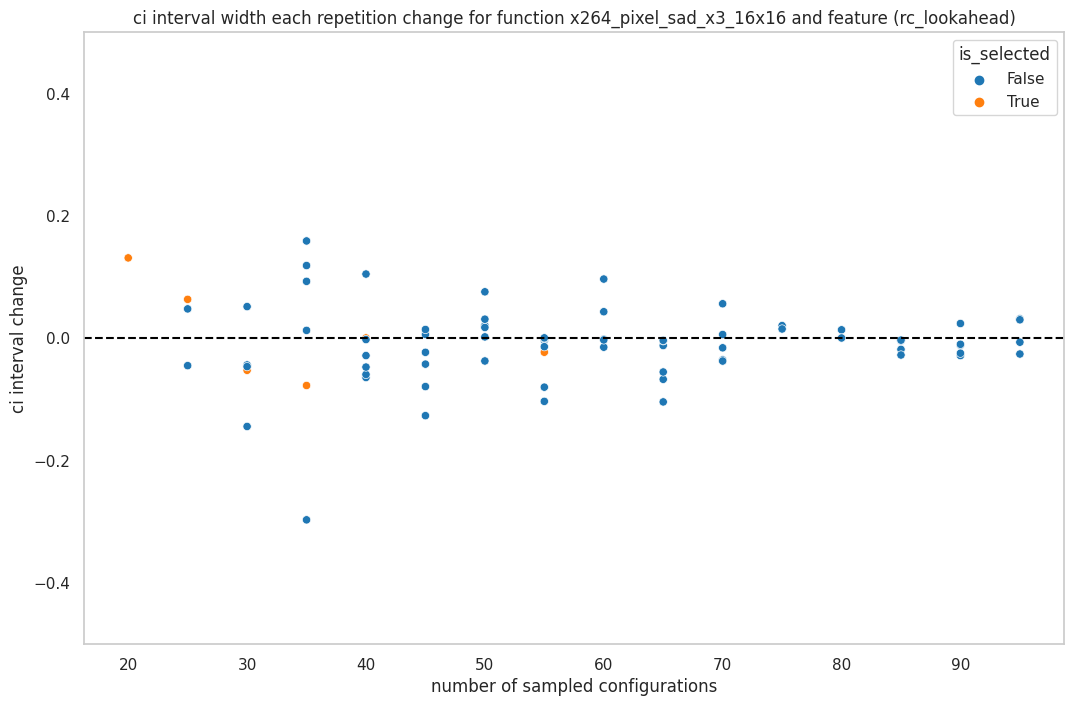 ci interval width each repetition change for function x264_pixel_sad_x3_16x16 and feature (rc_lookahead)
is_selected
False
True
0.4
0.2
0.0
−0.2
−0.4
ci interval change
20 30 40 50 60 70 80 90
number of sampled configurations